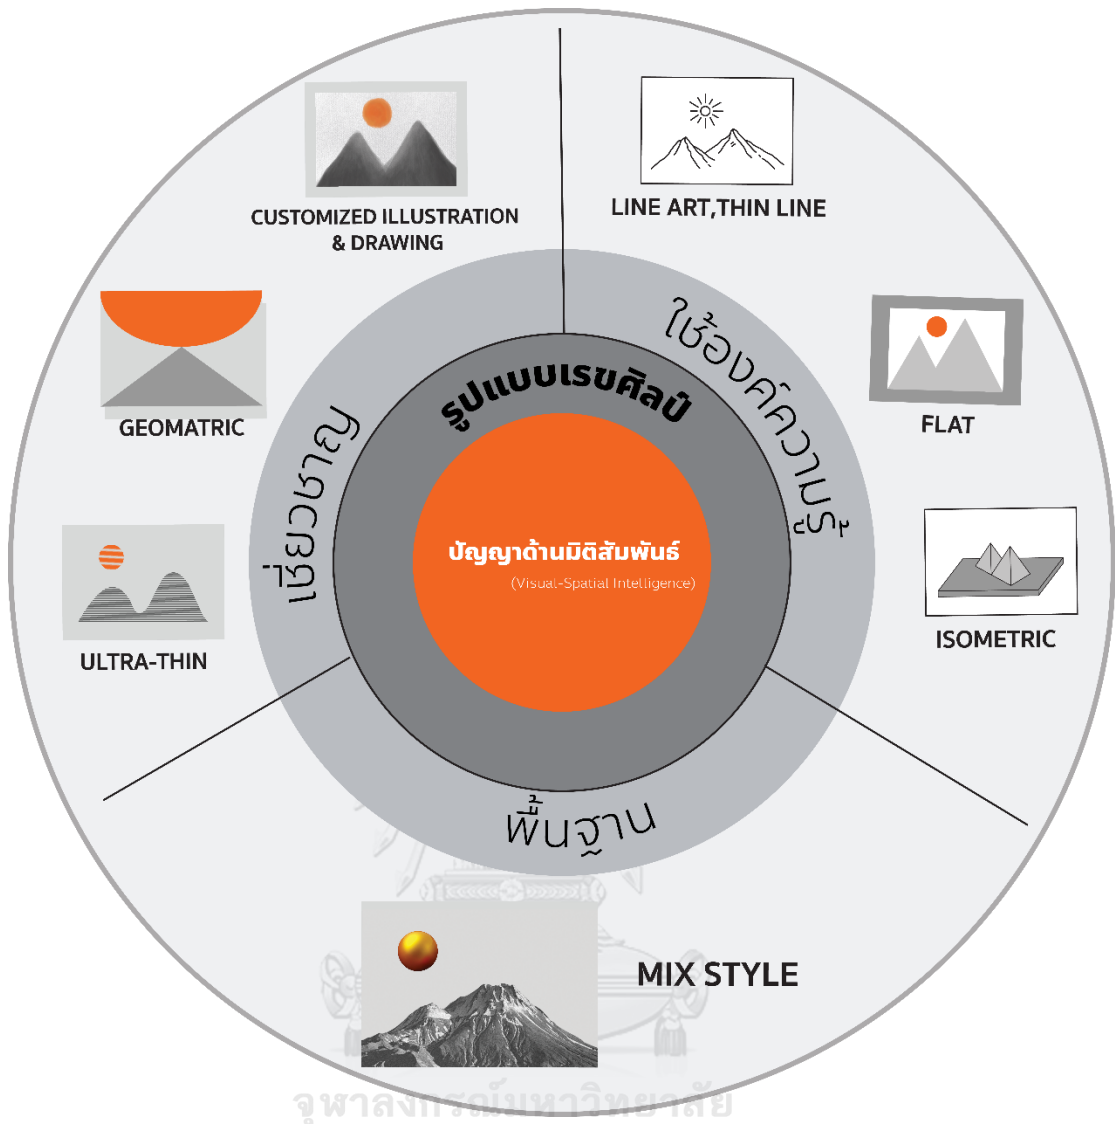 CUSTOMIZED ILLUSTRATION
& DRAWING
LINE ART,THIN LINE
GEOMATRIC
FLAT
ULTRA-THIN
ISOMETRIC
เชี่ยวชาญ
ใช้องค์ความรู้
รูปแบบเรขศิลป์
ปัญญาด้านมิติสัมพันธ์
(Visual-Spatial Intelligence)
พื้นฐาน
MIX STYLE
จุฬาลงกรณ์มหาวิทยาลัย